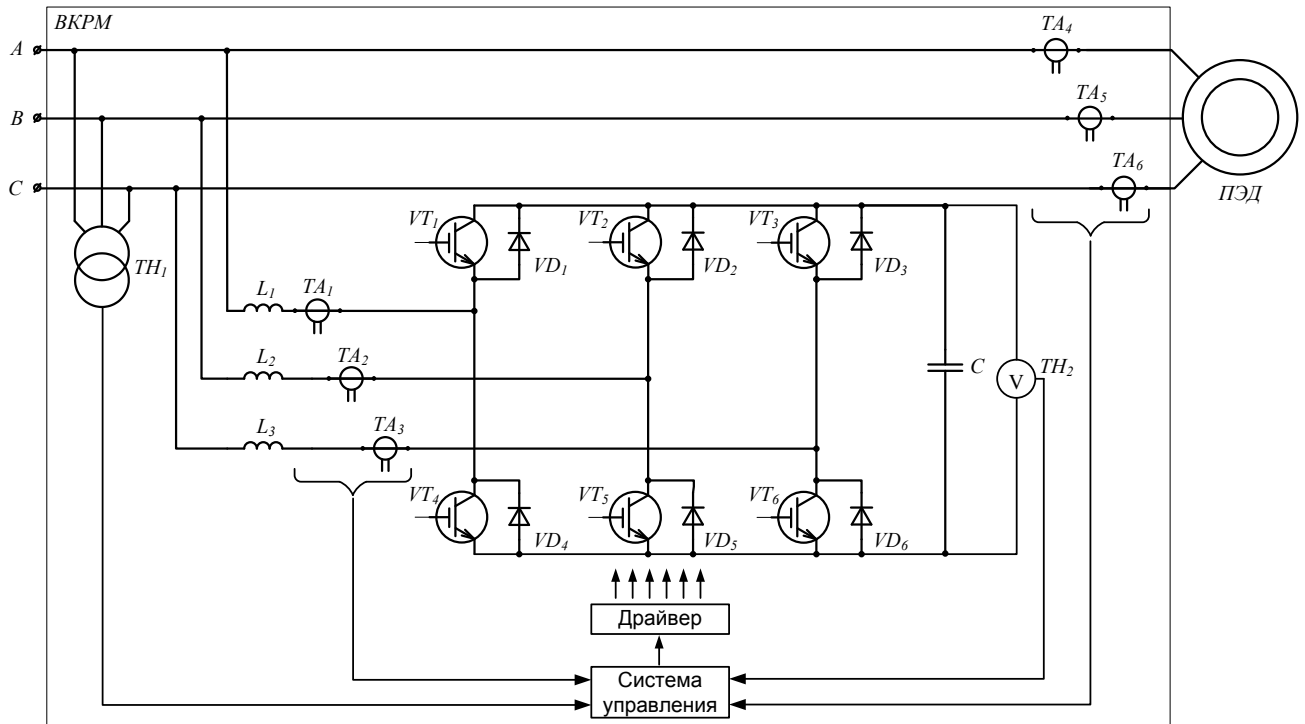 ВКРМ
A
TA4
B
TA5
C
TA6
ПЭД
VT1
VT2
VT3
VD1
VD2
VD3
TH1
L1
TA1
L2
TA2
C
V
TH2
L3
TA3
VT4
VT5
VT6
VD4
VD5
VD6
Драйвер
Система
управления